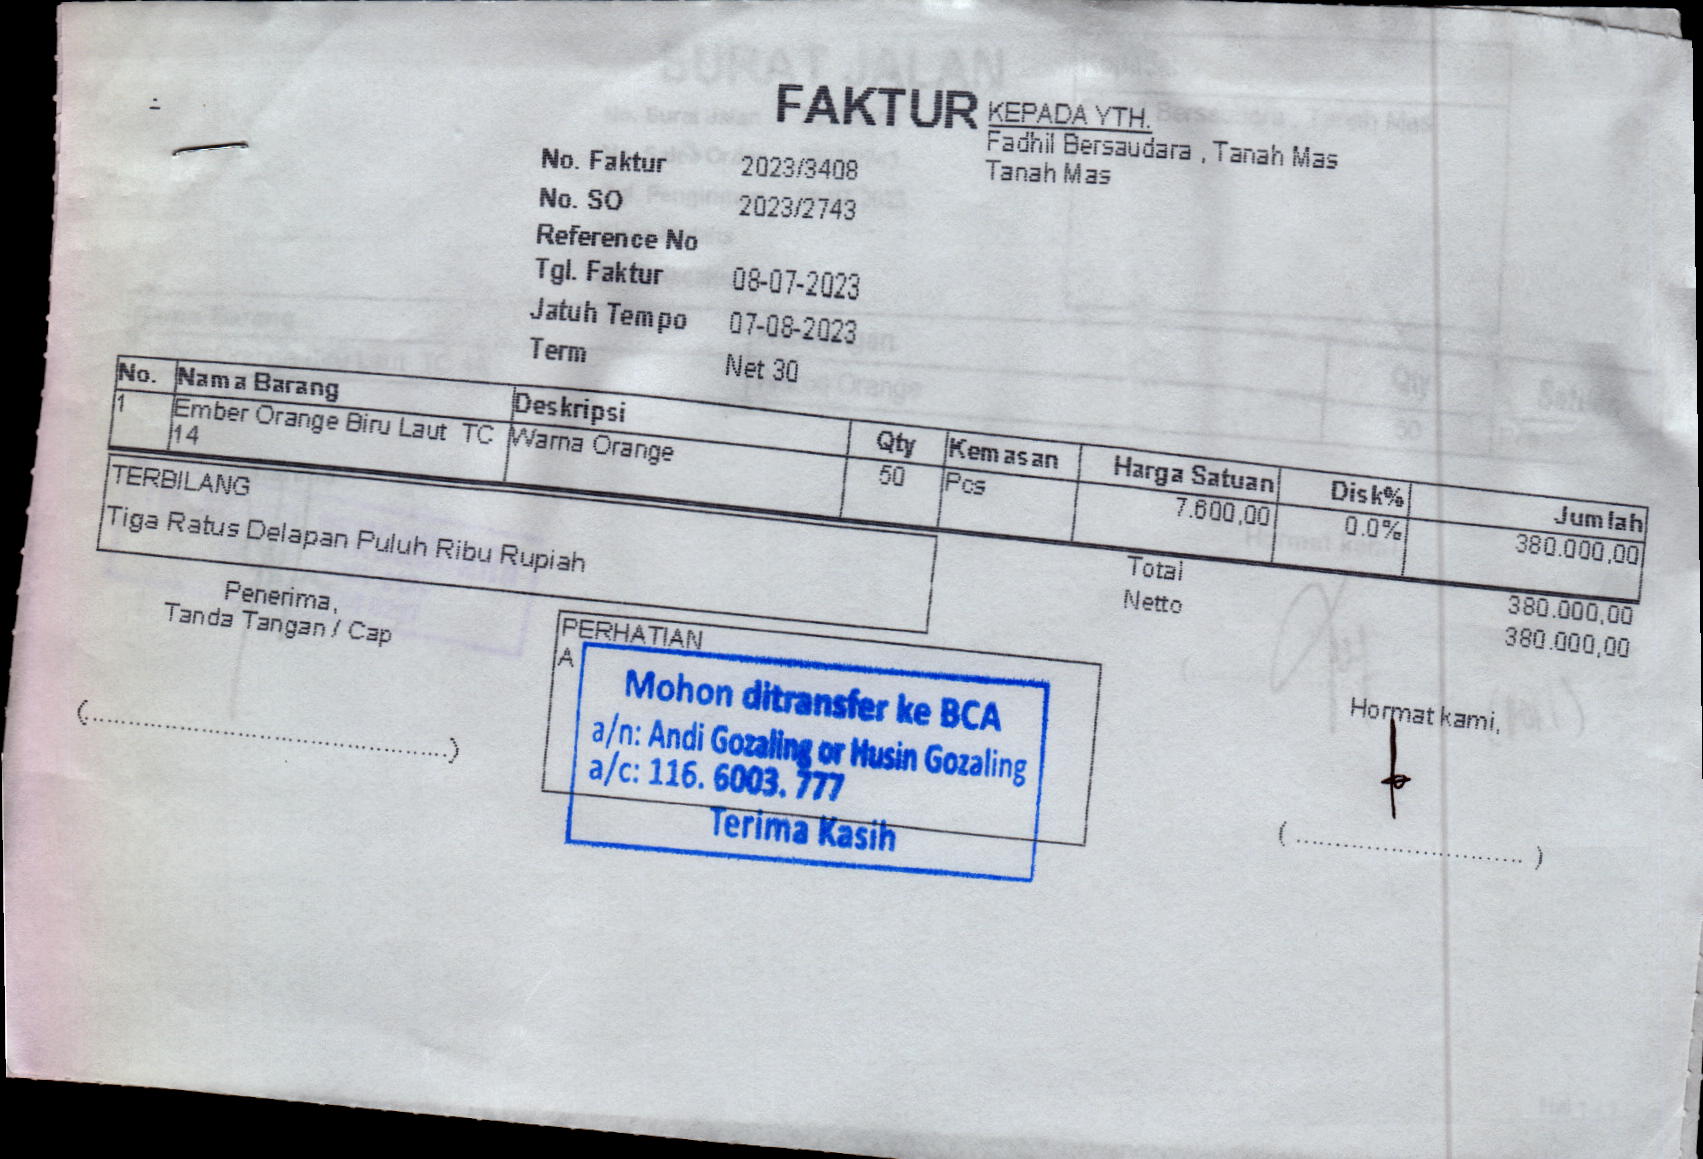 FAKTUR
KEPADA YTH.
Fadhil Bersaudara , Tanah Mas
Tanah Mas
No. Faktur 2023/3408
No. SO 2023/2743
Reference No
Tgl. Faktur 08-07-2023
Jatuh Tempo 07-08-2023
Term Net 30
No. Nama Barang Deskripsi Qty Kemasan Harga Satuan Disk% Jumlah
1 Ember Orange Biru Laut TC Warna Orange 50 Pcs 7.600,00 0.0% 380.000,00
14
TERBILANG
Tiga Ratus Delapan Puluh Ribu Rupiah
Total 380.000,00
Netto 380.000,00
Penerima,
Tanda Tangan / Cap
(................................................)
PERHATIAN
A
Mohon ditransfer ke BCA
a/n: Andi Gozaling or Husin Gozaling
a/c: 116. 6003. 777
Terima Kasih
Hormat kami,
( .............................. )